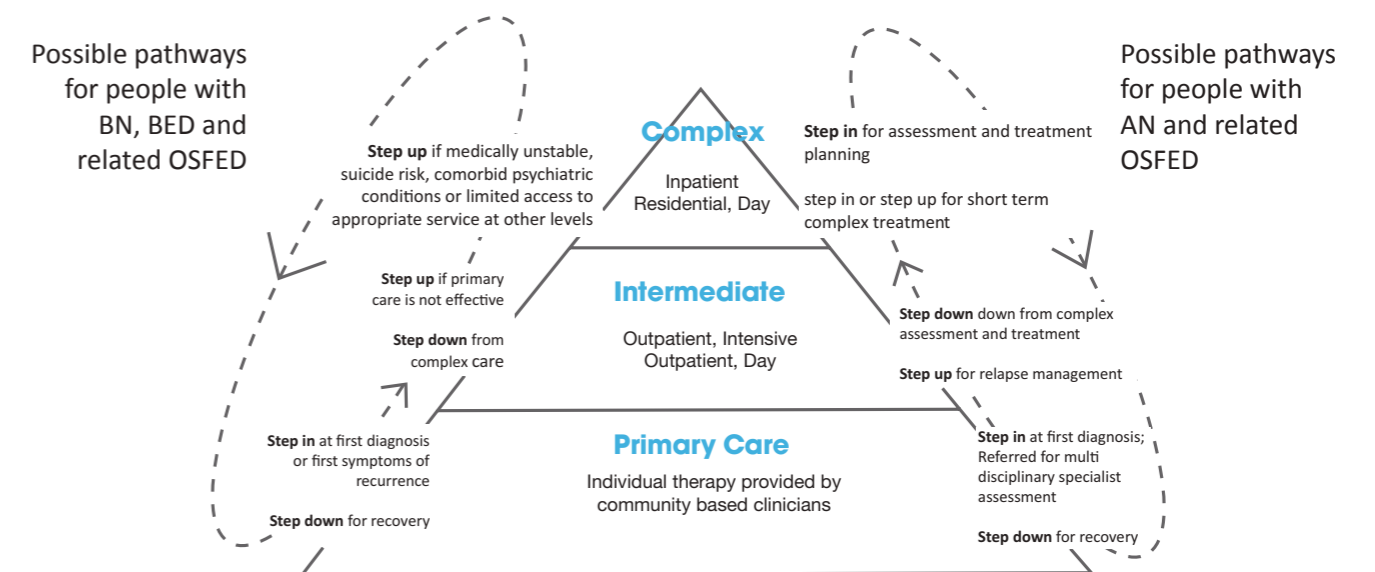 Possible pathways
for people with
BN, BED and
related OSFED
Step up if medically unstable,
suicide risk, comorbid psychiatric
conditions or limited access to
appropriate service at other levels
Step up if primary
care is not effective
Step down from
complex care
Step in at first diagnosis
or first symptoms of
recurrence
Step down for recovery
Complex
Inpatient
Residential, Day
Intermediate
Outpatient, Intensive
Outpatient, Day
Primary Care
Individual therapy provided by
community based clinicians
Possible pathways
for people with
AN and related
OSFED
Step in for assessment and treatment
planning
step in or step up for short term
complex treatment
Step down down from complex
assessment and treatment
Step up for relapse management
Step in at first diagnosis;
Referred for multi
disciplinary specialist
assessment
Step down for recovery